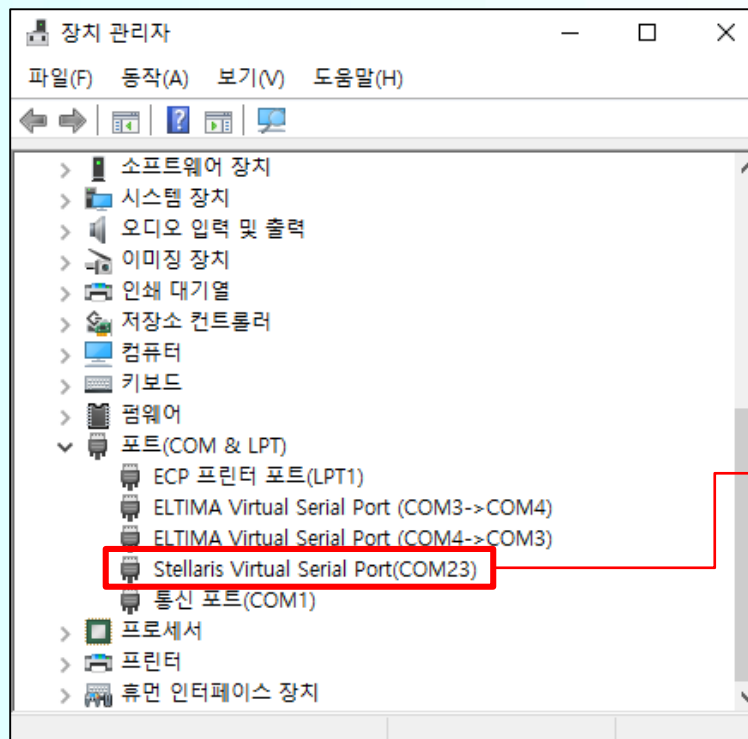 장치 관리자
파일(F) 동작(A) 보기(V) 도움말(H)
소프트웨어 장치
시스템 장치
오디오 입력 및 출력
이미징 장치
인쇄 대기열
저장소 컨트롤러
컴퓨터
키보드
펌웨어
포트(COM & LPT)
ECP 프린터 포트(LPT1)
ELTIMA Virtual Serial Port (COM3->COM4)
ELTIMA Virtual Serial Port (COM4->COM3)
Stellaris Virtual Serial Port(COM23)
통신 포트(COM1)
프로세서
프린터
휴먼 인터페이스 장치